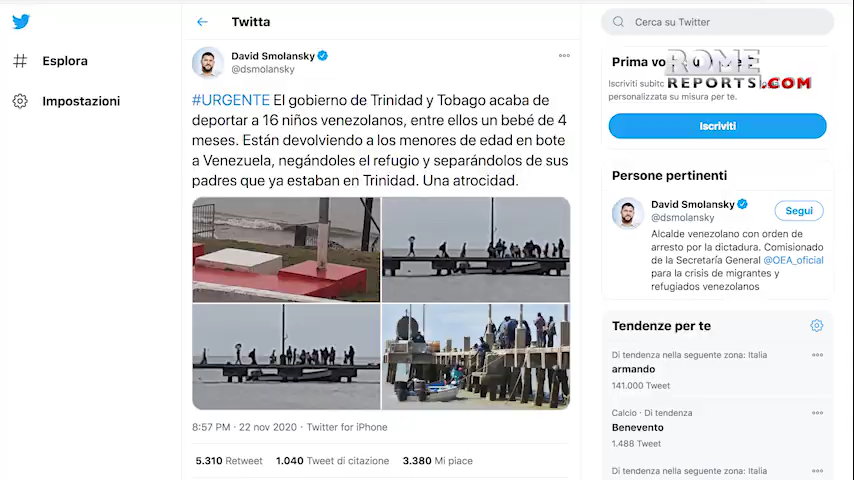 Twitta
Cerca su Twitter
Esplora
Impostazioni
David Smolansky
@dsmolansky
#URGENTE El gobierno de Trinidad y Tobago acaba de
deportar a 16 niños venezolanos, entre ellos un bebé de 4
meses. Están devolviendo a los menores de edad en bote
a Venezuela, negándoles el refugio y separándolos de sus
padres que ya estaban en Trinidad. Una atrocidad.
8:57 PM · 22 nov 2020 · Twitter for iPhone
5.310 Retweet 1.040 Tweet di citazione 3.380 Mi piace
ROME
REPORTS.COM
Prima vo
Iscriviti subito
personalizzata su misura per te.
Iscriviti
Persone pertinenti
David Smolansky
@dsmolansky
Segui
Alcalde venezolano con orden de
arresto por la dictadura. Comisionado
de la Secretaría General @OEA_oficial
para la crisis de migrantes y
refugiados venezolanos
Tendenze per te
Di tendenza nella seguente zona: Italia
armando
141.000 Tweet
Calcio · Di tendenza
Benevento
1.488 Tweet
Di tendenza nella seguente zona: Italia